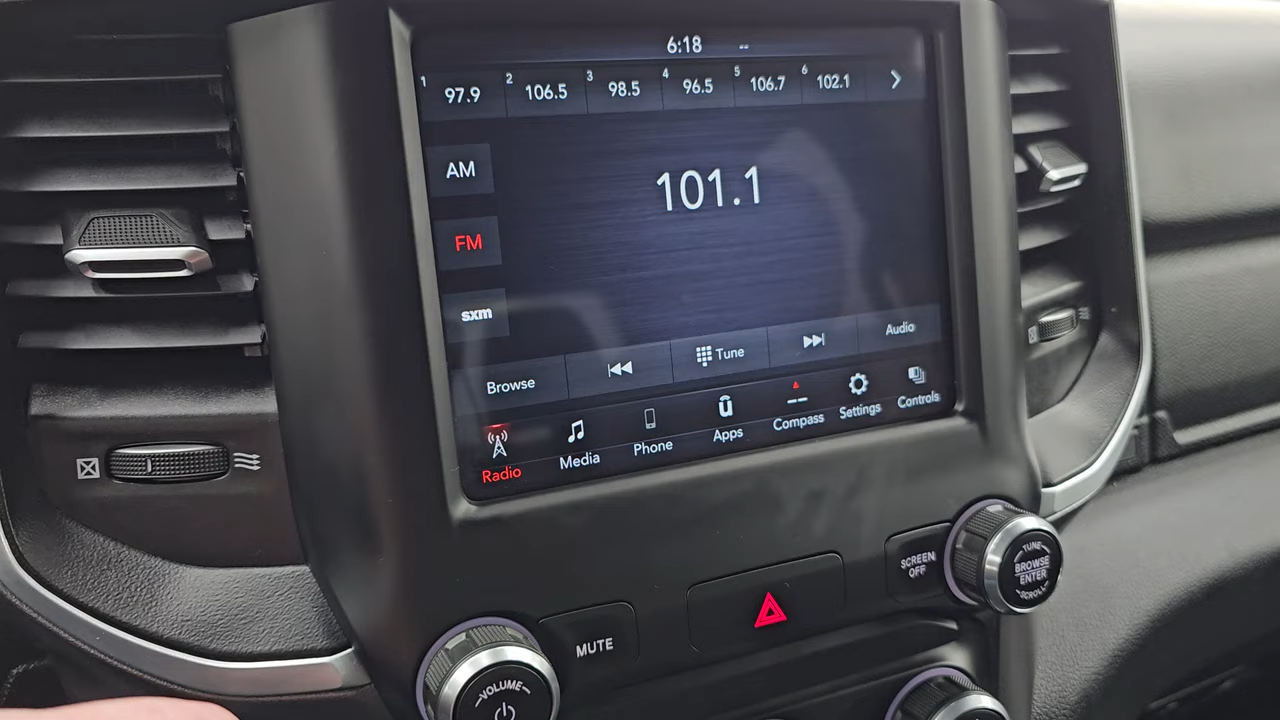 6:18 --
1 97.9 2 106.5 3 98.5 4 96.5 5 106.7 6 102.1
AM
101.1
FM
sxm
Browse Tune Audio
Radio Media Phone Apps Compass Settings Controls
SCREEN
OFF
TUNE
BROWSE
ENTER
SCROLL
MUTE
VOLUME